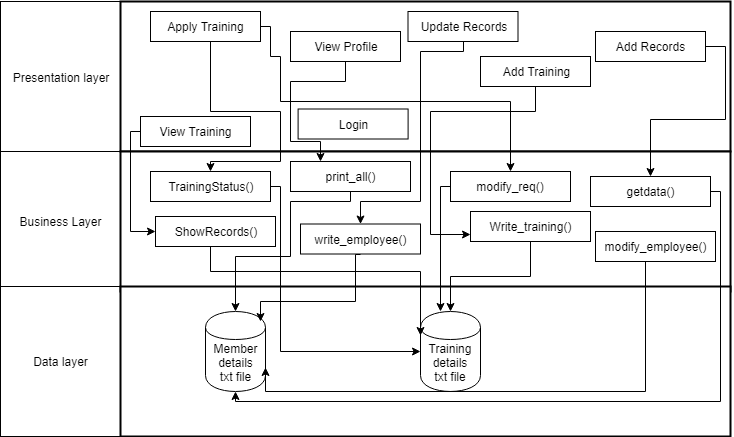 Presentation layer
Apply Training
View Profile
Update Records
Add Records
Add Training
Login
View Training
Business Layer
TrainingStatus()
print_all()
modify_req()
getdata()
ShowRecords()
write_employee()
Write_training()
modify_employee()
Data layer
Member
details
txt file
Training
details
txt file